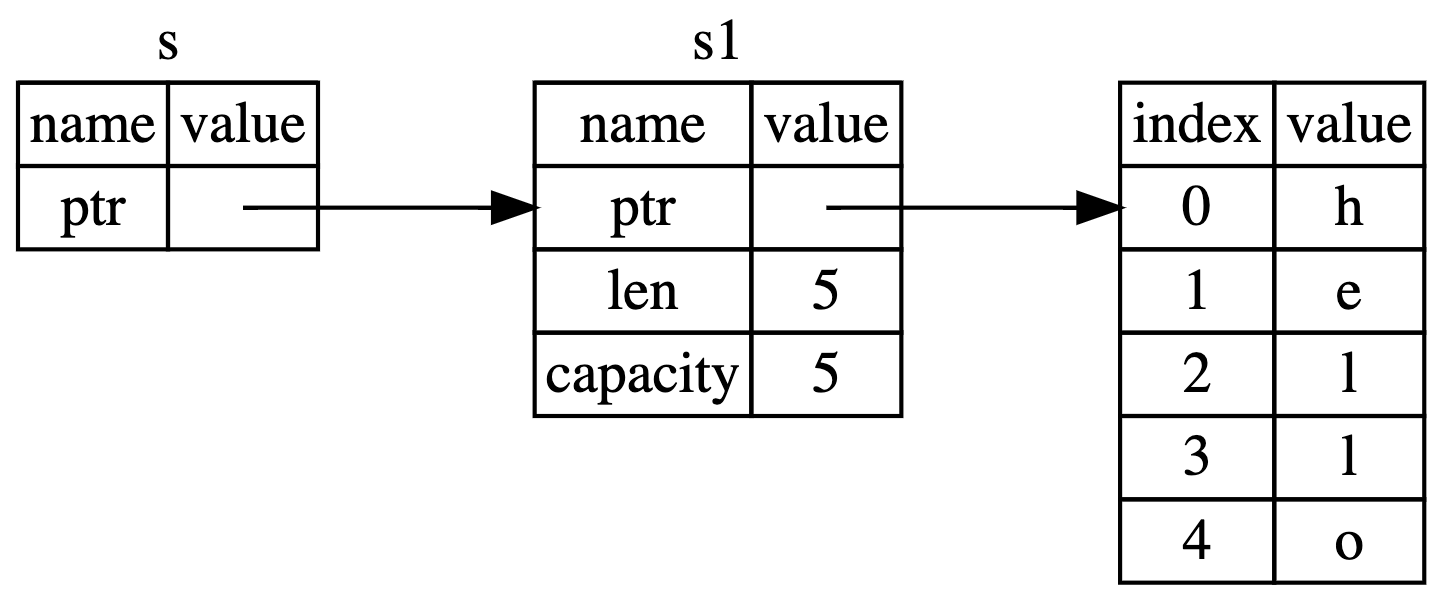 s
name value
ptr
s1
name value
ptr
len 5
capacity 5
index value
0 h
1 e
2 l
3 l
4 o